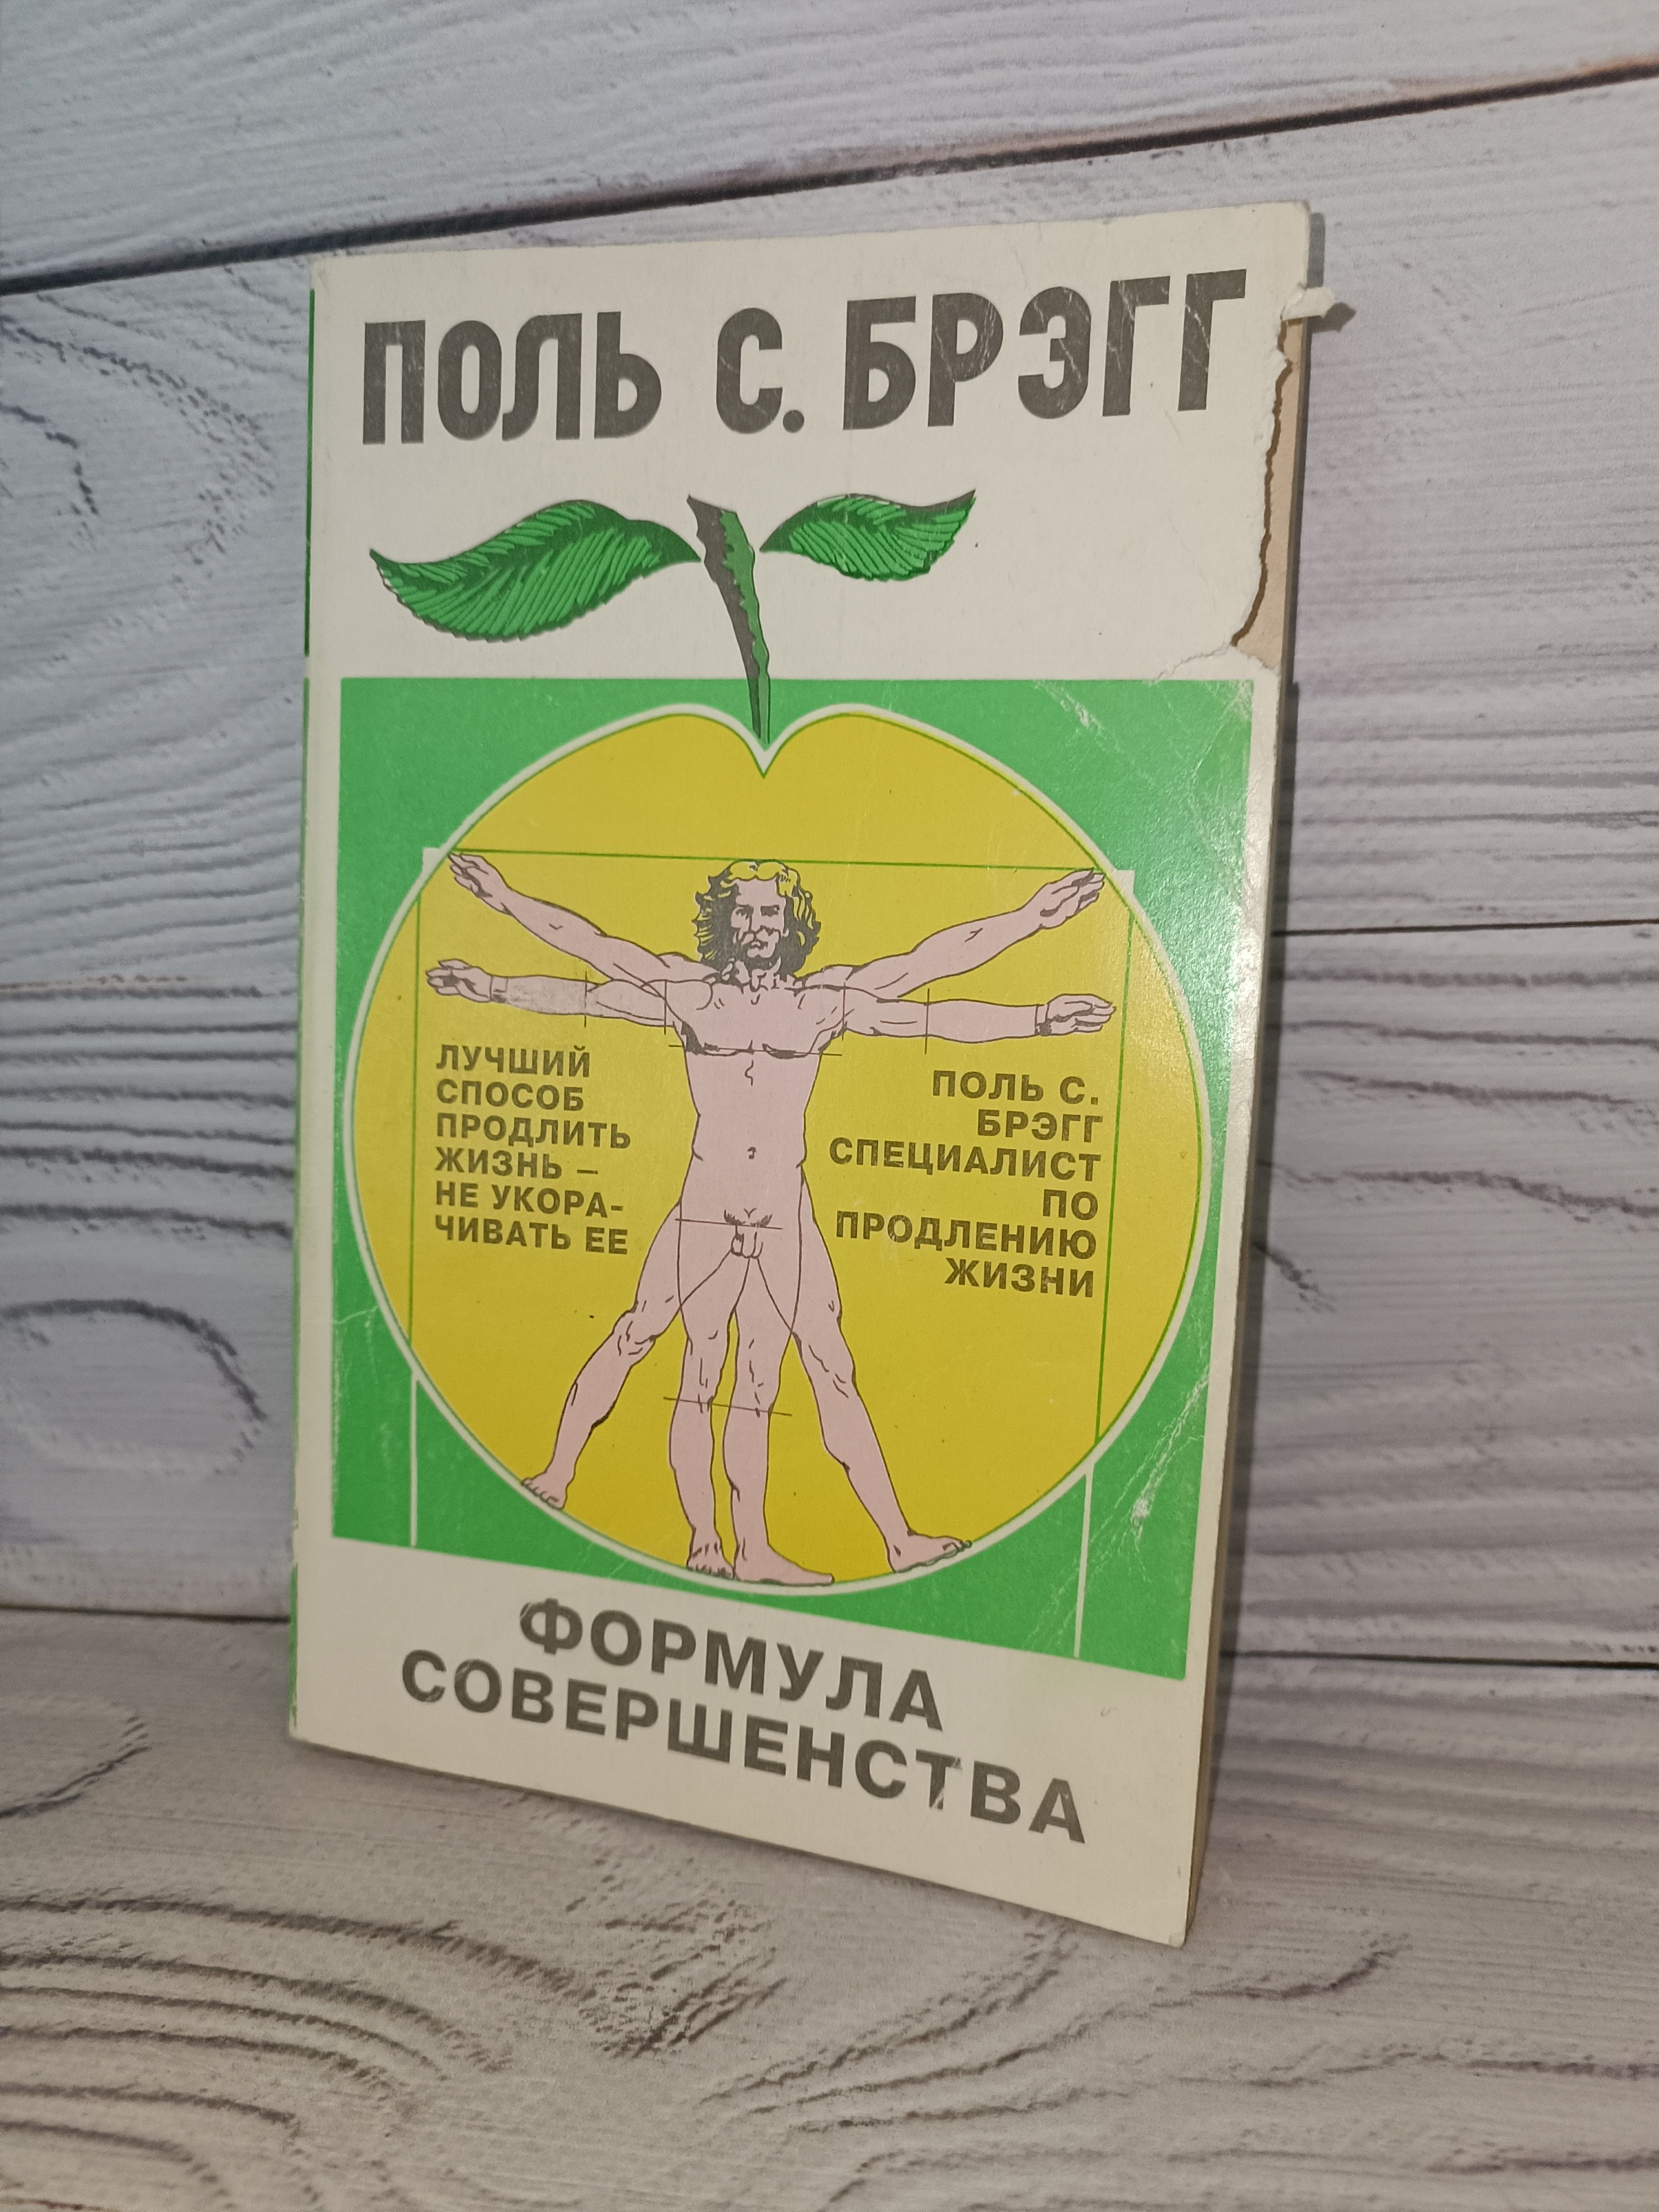 ПОЛЬ С. БРЭГГ
ЛУЧШИЙ
СПОСОБ
ПРОДЛИТЬ
ЖИЗНЬ –
НЕ УКОРА-
ЧИВАТЬ ЕЕ
ПОЛЬ С.
БРЭГГ
СПЕЦИАЛИСТ
ПО
ПРОДЛЕНИЮ
ЖИЗНИ
ФОРМУЛА
СОВЕРШЕНСТВА